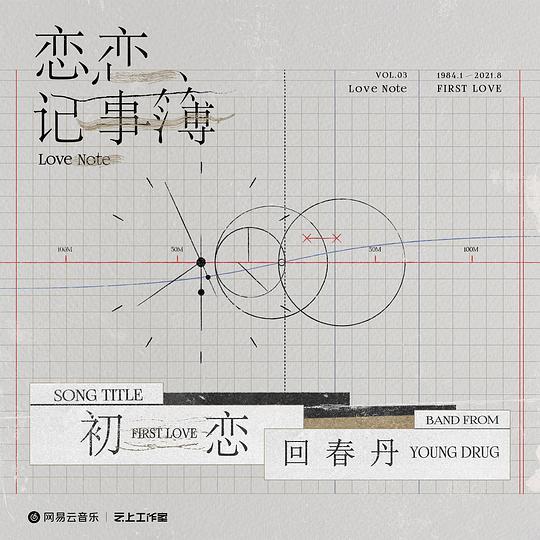 恋恋
记事簿
Love Note
VOL.03
Love Note
1984.1—2021.8
FIRST LOVE
100M
50M
50M
100M
SONG TITLE
初 FIRST LOVE 恋
BAND FROM
回春丹 YOUNG DRUG
网易云音乐 | 云上工作室